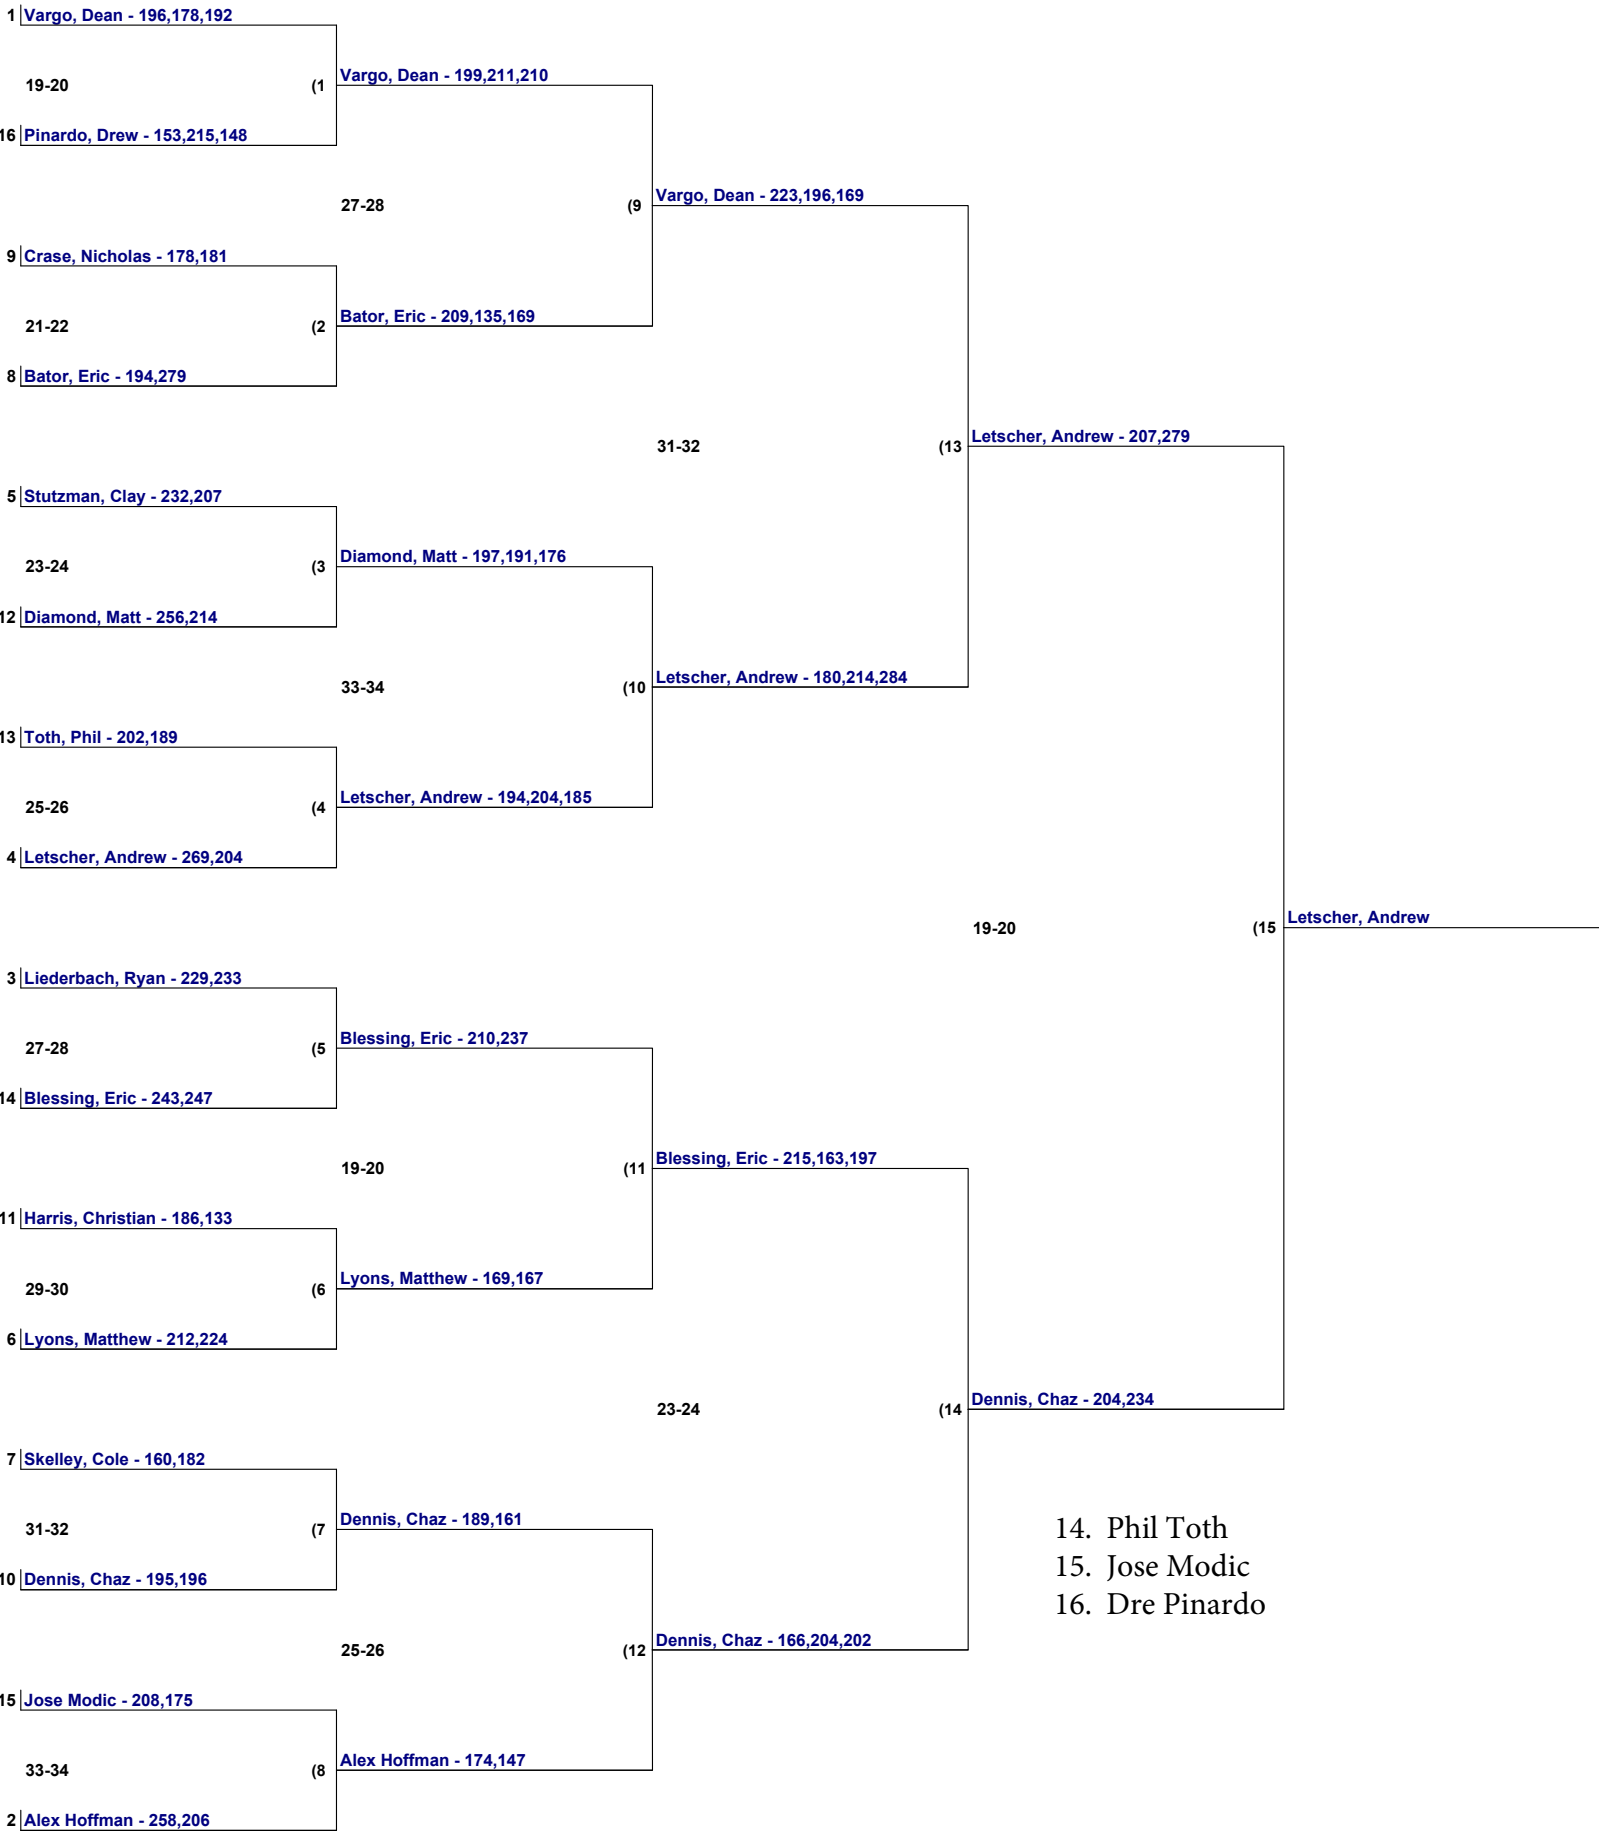 1 Vargo, Dean - 196,178,192
Vargo, Dean - 199,211,210
19-20 (1
16 Pinardo, Drew - 153,215,148
Vargo, Dean - 223,196,169
27-28 (9
9 Crase, Nicholas - 178,181
Bator, Eric - 209,135,169
21-22 (2
8 Bator, Eric - 194,279
Letscher, Andrew - 207,279
31-32 (13
5 Stutzman, Clay - 232,207
Diamond, Matt - 197,191,176
23-24 (3
12 Diamond, Matt - 256,214
Letscher, Andrew - 180,214,284
33-34 (10
13 Toth, Phil - 202,189
Letscher, Andrew - 194,204,185
25-26 (4
4 Letscher, Andrew - 269,204
Letscher, Andrew
19-20 (15
3 Liederbach, Ryan - 229,233
Blessing, Eric - 210,237
27-28 (5
14 Blessing, Eric - 243,247
Blessing, Eric - 215,163,197
19-20 (11
11 Harris, Christian - 186,133
Lyons, Matthew - 169,167
29-30 (6
6 Lyons, Matthew - 212,224
Dennis, Chaz - 204,234
23-24 (14
7 Skelley, Cole - 160,182
Dennis, Chaz - 189,161
31-32 (7
10 Dennis, Chaz - 195,196
14. Phil Toth
15. Jose Modic
16. Dre Pinardo
Dennis, Chaz - 166,204,202
25-26 (12
15 Jose Modic - 208,175
Alex Hoffman - 174,147
33-34 (8
2 Alex Hoffman - 258,206